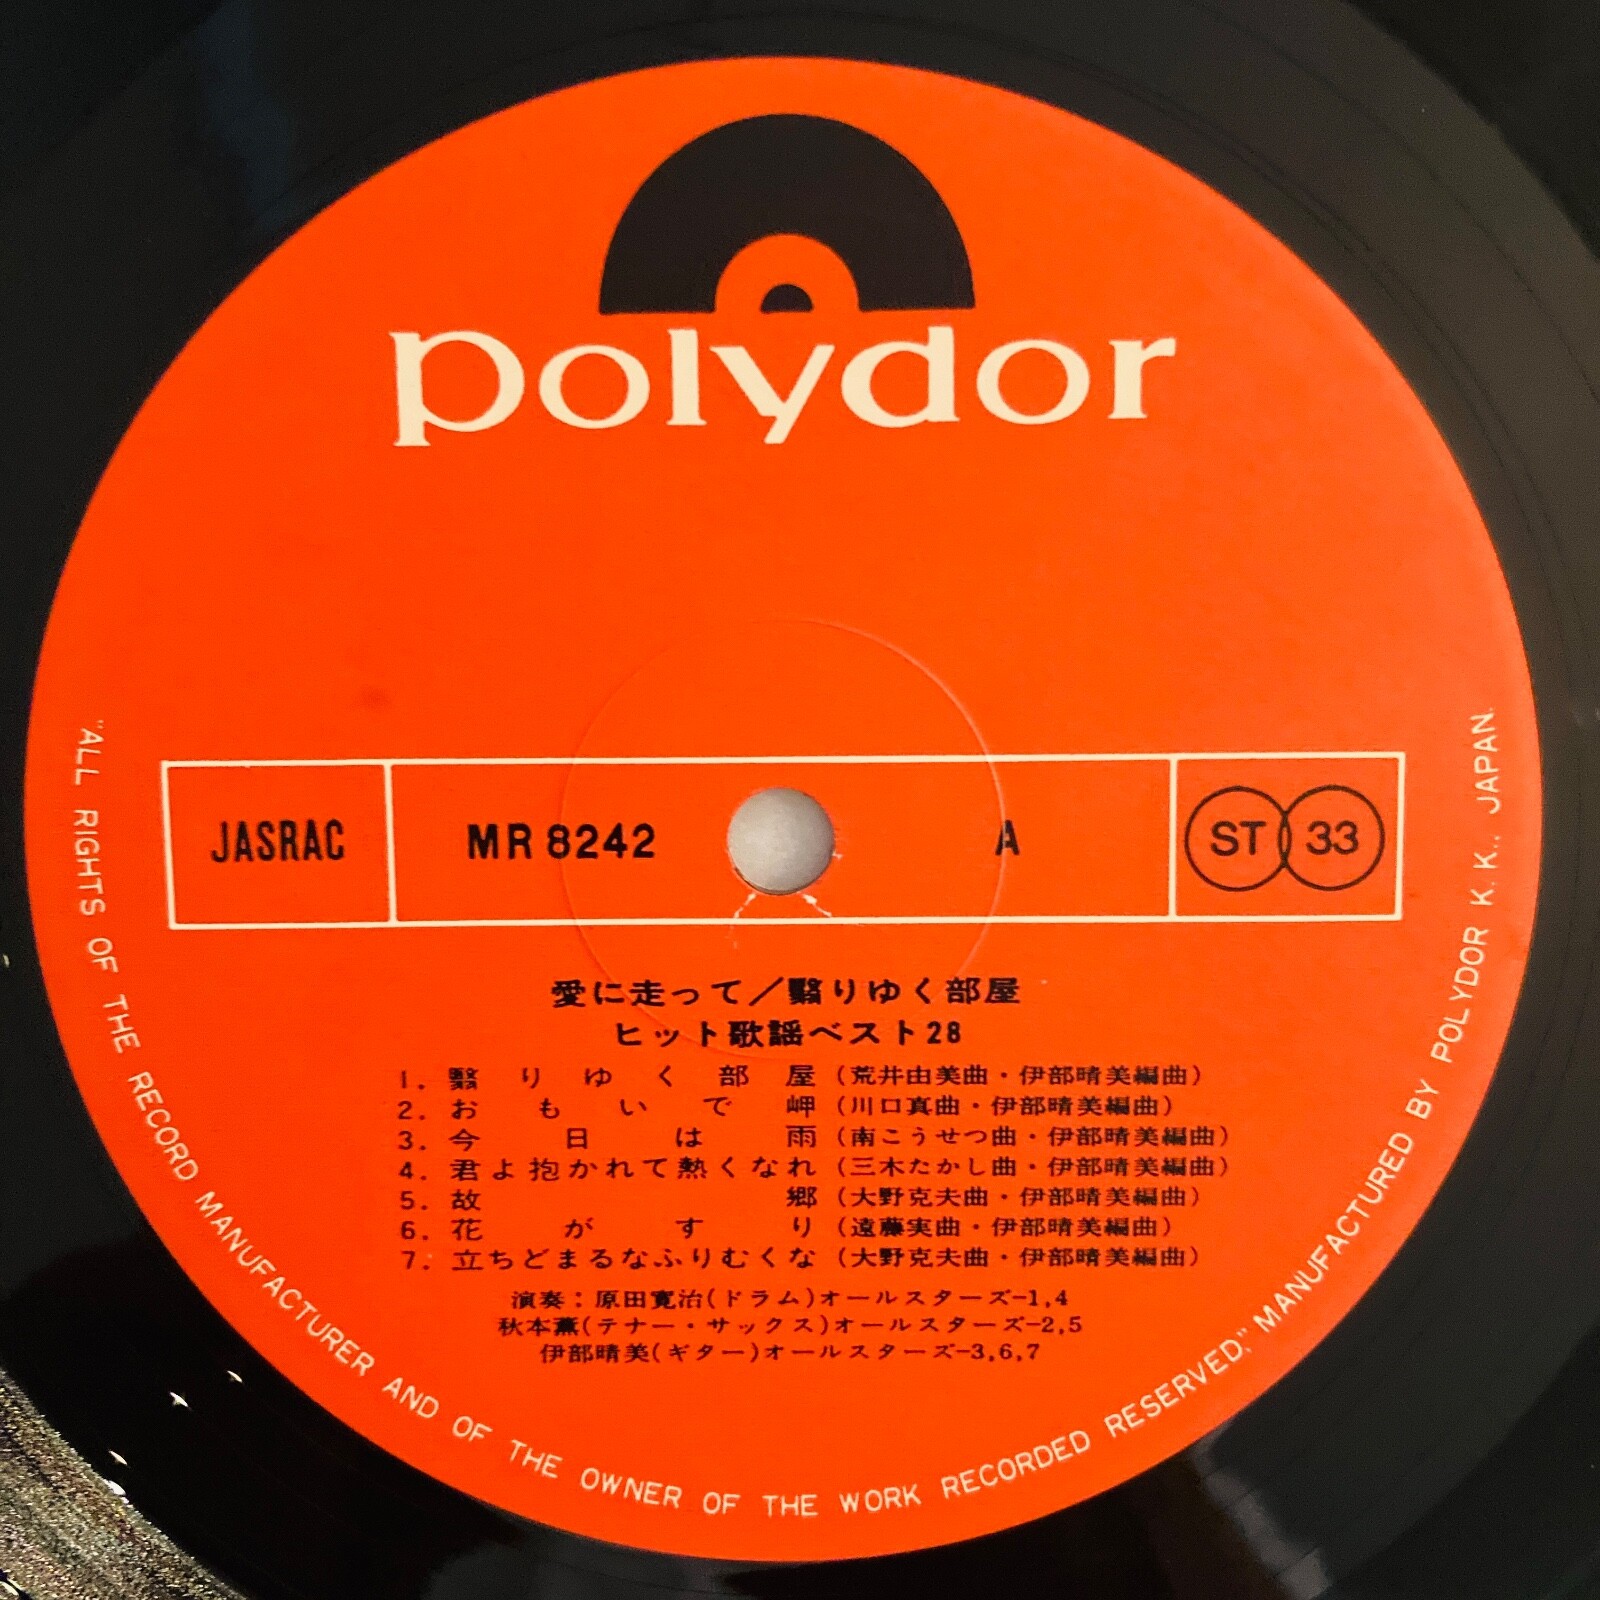 polydor
JASRAC MR 8242 A ST 33
愛に走って／翳りゆく部屋
ヒット歌謡ベスト28
1. 翳りゆく部屋 (荒井由美曲・伊部晴美編曲)
2. おもいで岬 (川口真曲・伊部晴美編曲)
3. 今日は雨 (南こうせつ曲・伊部晴美編曲)
4. 君よ抱かれて熱くなれ (三木たかし曲・伊部晴美編曲)
5. 故郷 (大野克夫曲・伊部晴美編曲)
6. 花がすり (遠藤実曲・伊部晴美編曲)
7. 立ちどまるなふりむくな (大野克夫曲・伊部晴美編曲)
演奏：原田寛治(ドラム)オールスターズ-1,4
秋本薫(テナー・サックス)オールスターズ-2,5
伊部晴美(ギター)オールスターズ-3,6,7
"ALL RIGHTS OF THE RECORD MANUFACTURER AND OF THE OWNER OF THE WORK RECORDED RESERVED," MANUFACTURED BY POLYDOR K. K., JAPAN.